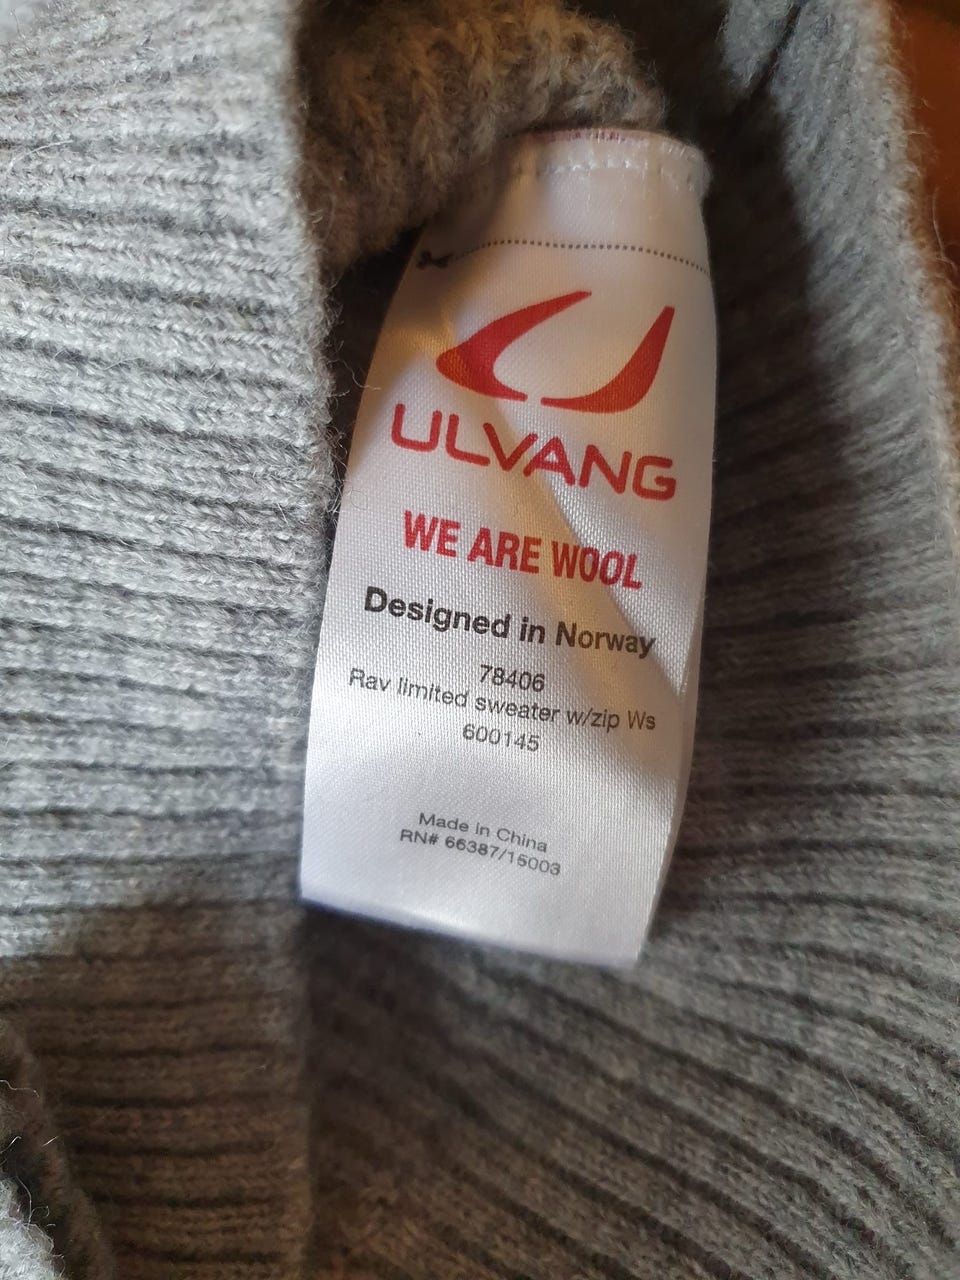 ULVANG
WE ARE WOOL
Designed in Norway
78406
Rav limited sweater w/zip Ws
600145
Made in China
RN# 66387/15003